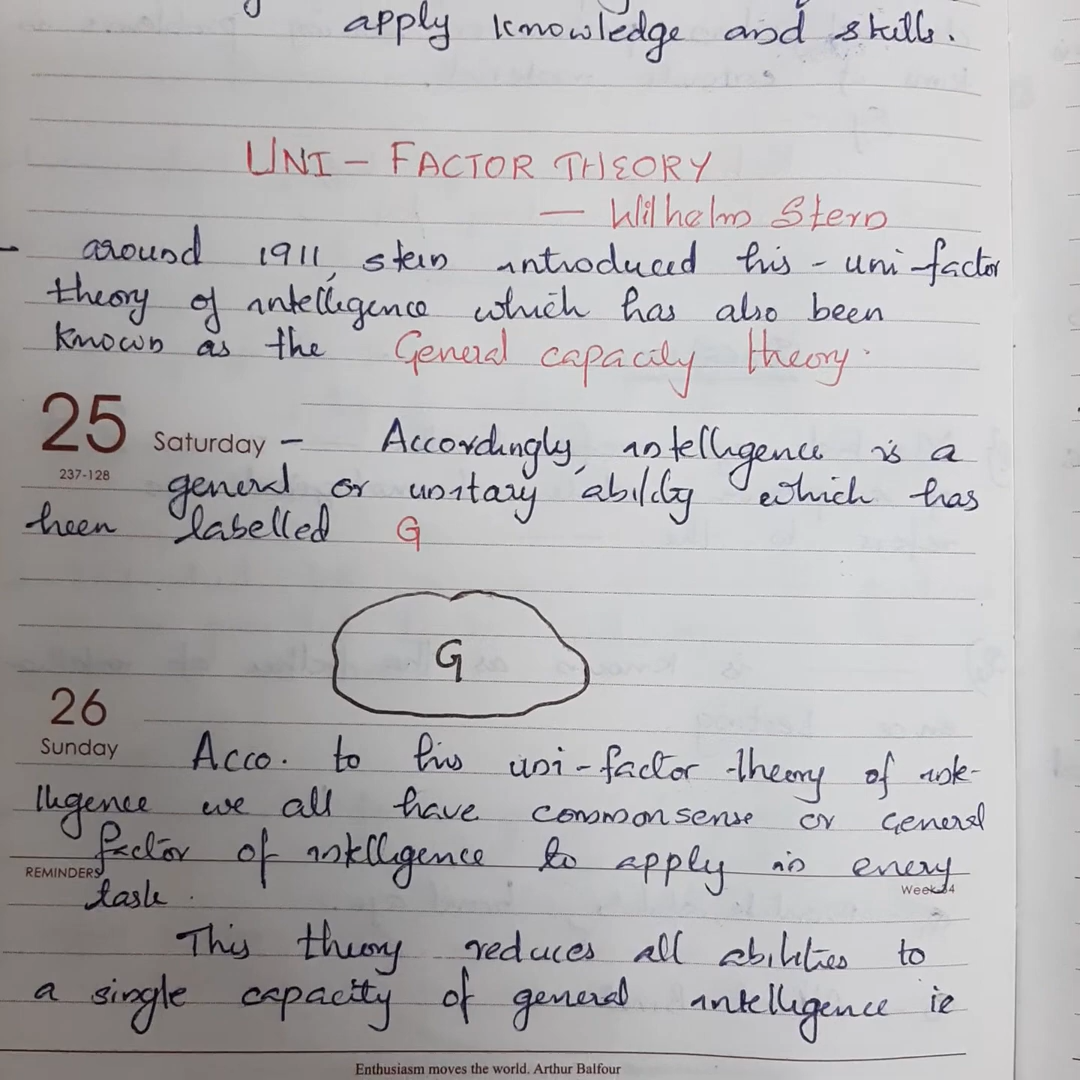 apply knowledge and skills.
UNI - FACTOR THEORY
— Wilhelm Stern
- around 1911, stern introduced his - uni-factor
theory of intelligence which has also been
known as the General capacity theory.
25 Saturday - Accordingly, intelligence is a
237-128
general or unitary ability which has
been labelled G
G
26
Sunday
Acco. to this uni-factor theory of inte-
lligence we all have commonsense or General
factor of intelligence to apply in every
REMINDERS
Week 34
task.
This theory reduces all abilities to
a single capacity of general intelligence ie
Enthusiasm moves the world. Arthur Balfour